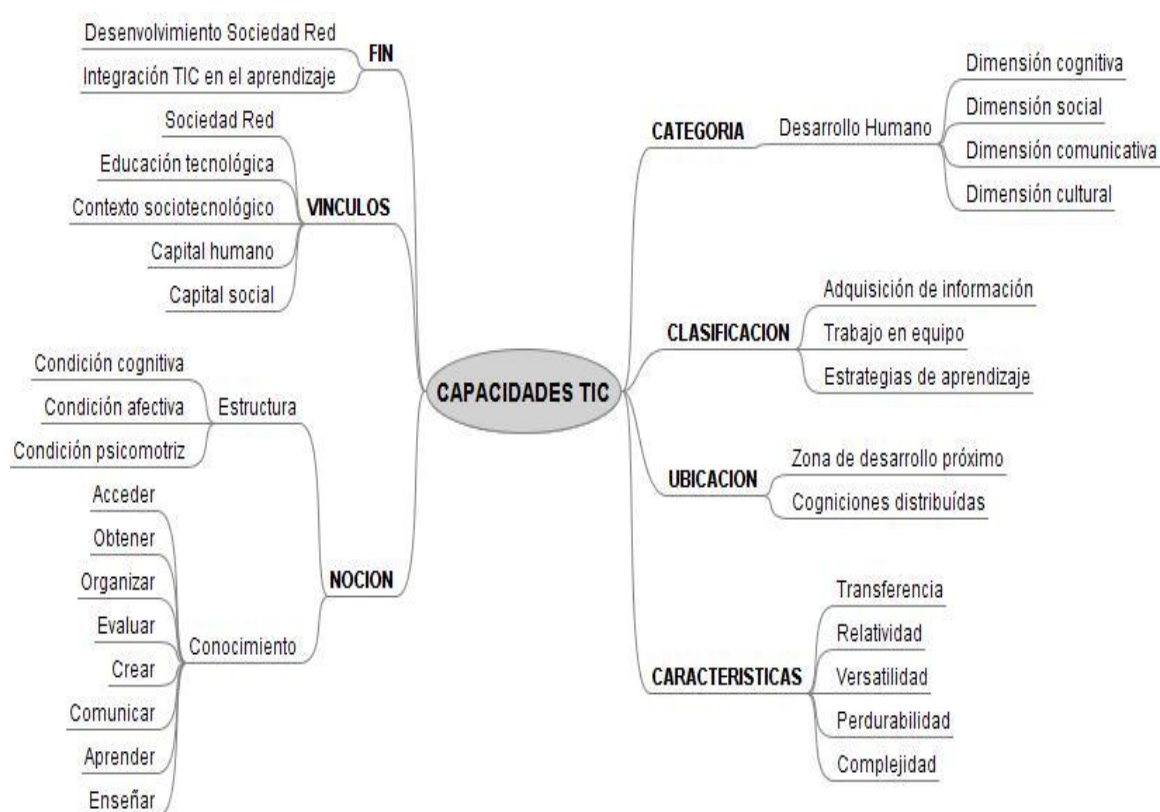 Desenvolvimiento Sociedad Red
Integración TIC en el aprendizaje
FIN
Sociedad Red
Educación tecnológica
Contexto sociotecnológico
Capital humano
Capital social
VINCULOS
Condición cognitiva
Condición afectiva
Condición psicomotriz
Estructura
Acceder
Obtener
Organizar
Evaluar
Crear
Comunicar
Aprender
Enseñar
Conocimiento
NOCION
CAPACIDADES TIC
CATEGORIA
Desarrollo Humano
Dimensión cognitiva
Dimensión social
Dimensión comunicativa
Dimensión cultural
CLASIFICACION
Adquisición de información
Trabajo en equipo
Estrategias de aprendizaje
UBICACION
Zona de desarrollo próximo
Cogniciones distribuídas
CARACTERISTICAS
Transferencia
Relatividad
Versatilidad
Perdurabilidad
Complejidad